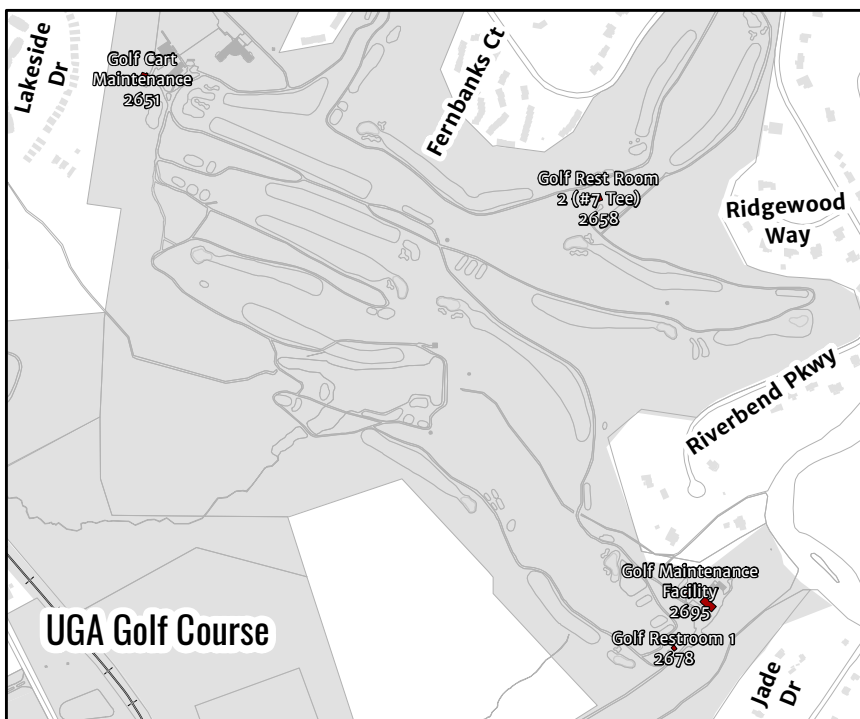 Lakeside
Dr
Golf Cart
Maintenance
2651
Fernbanks Ct
Golf Rest Room
2 (#7 Tee)
2658
Ridgewood
Way
Riverbend Pkwy
Golf Maintenance
Facility
2695
Golf Restroom 1
2678
UGA Golf Course
Jade
Dr